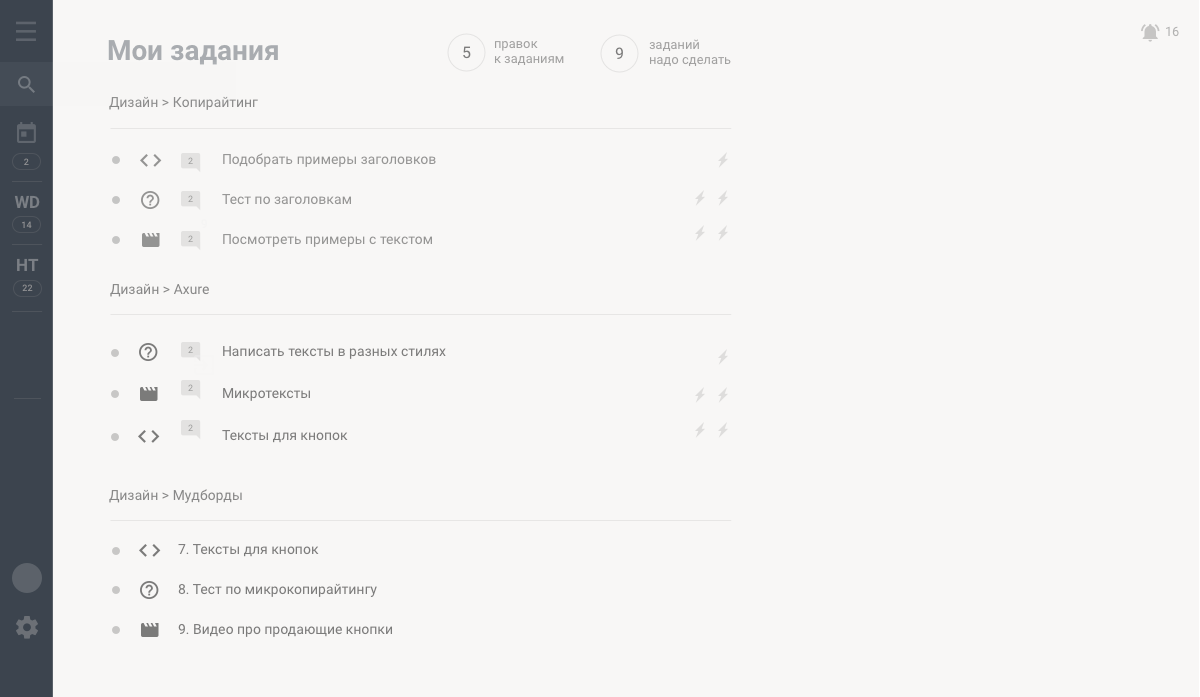 Мои задания
5
правок
к заданиям
9
заданий
надо сделать
16
2
WD
14
HT
22
Дизайн > Копирайтинг
2 Подобрать примеры заголовков
2 Тест по заголовкам
2 Посмотреть примеры с текстом
Дизайн > Axure
2 Написать тексты в разных стилях
2 Микротексты
2 Тексты для кнопок
Дизайн > Мудборды
7. Тексты для кнопок
8. Тест по микрокопирайтингу
9. Видео про продающие кнопки